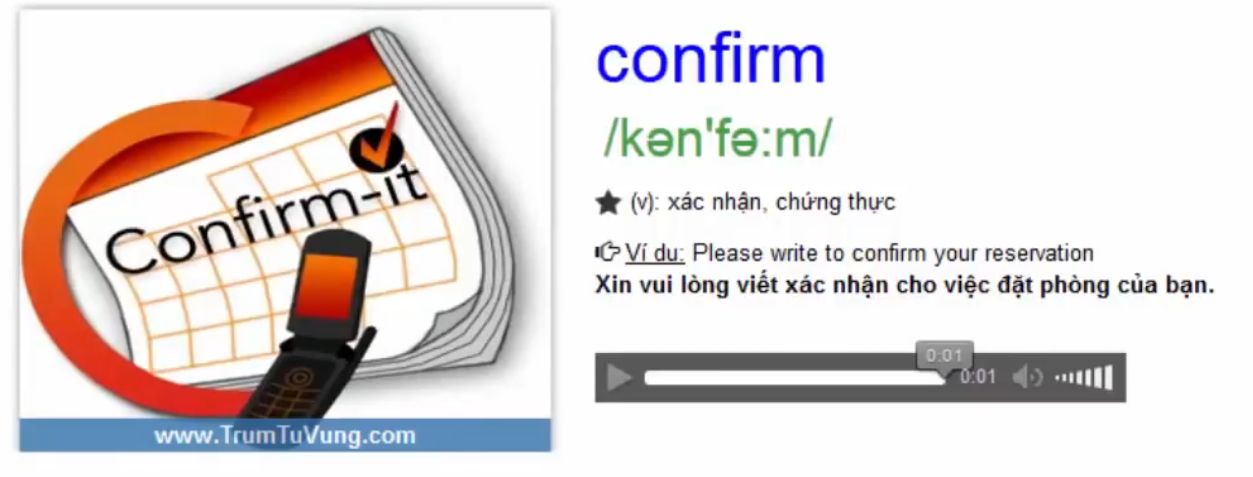 confirm
/kən'fə:m/
(v): xác nhận, chứng thực
Ví dụ: Please write to confirm your reservation
Xin vui lòng viết xác nhận cho việc đặt phòng của bạn.
0:01
0:01
Confirm-it
www.TrumTuVung.com